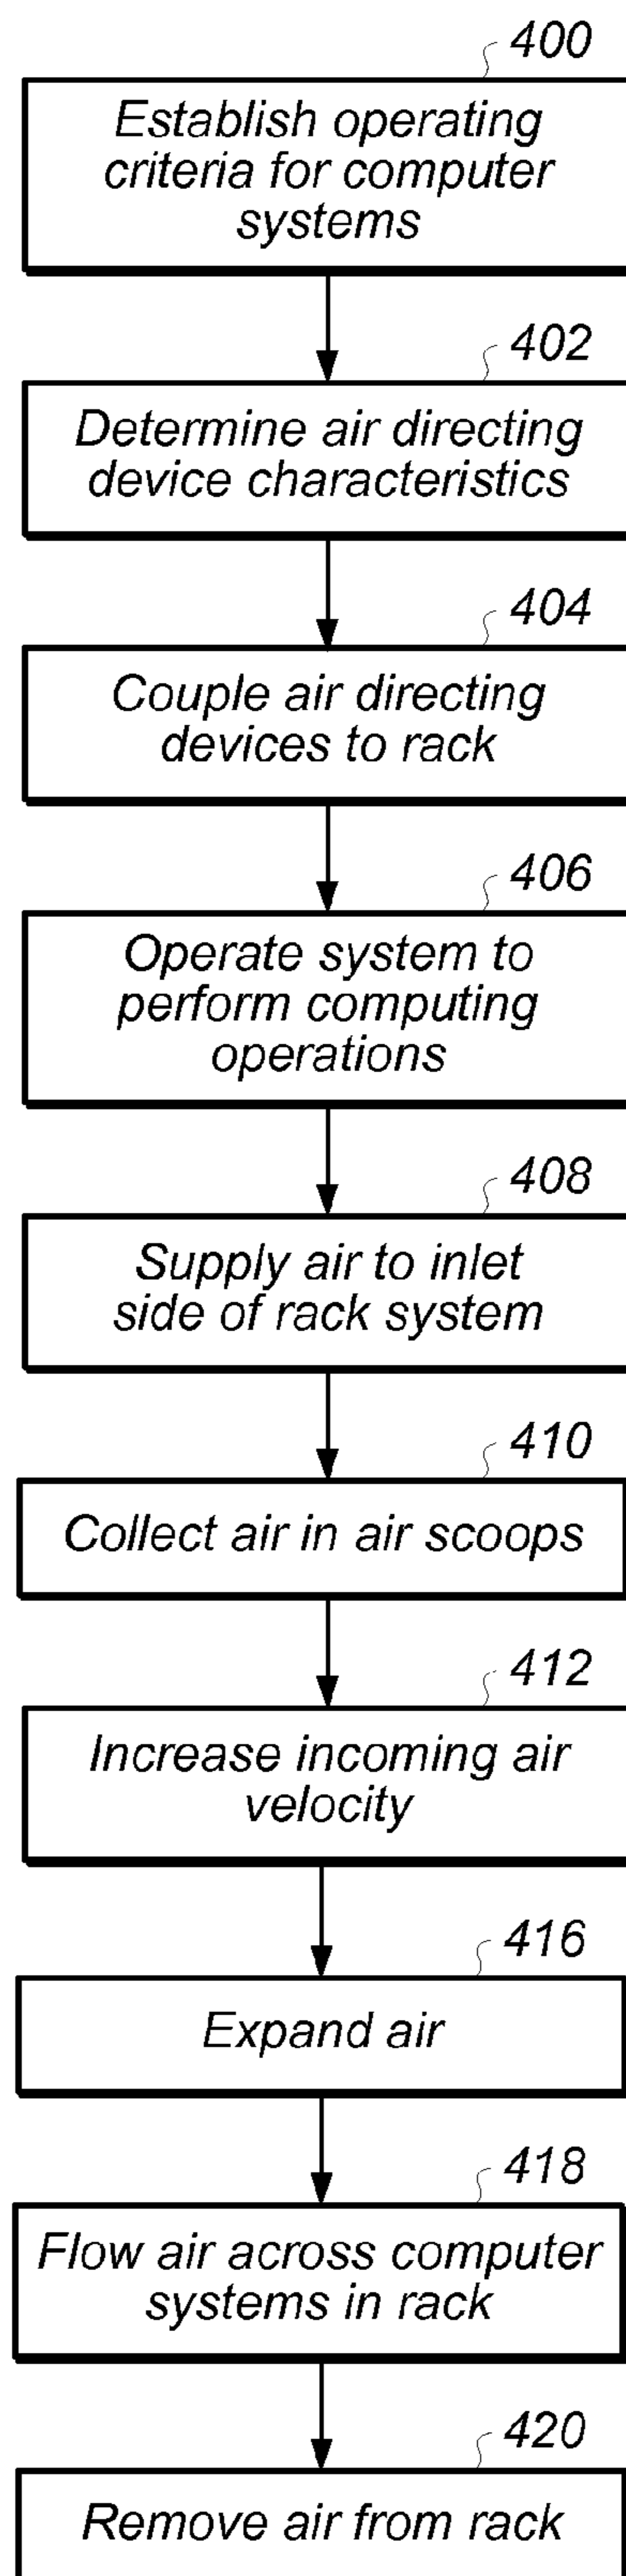 400
Establish operating
criteria for computer
systems
402
Determine air directing
device characteristics
404
Couple air directing
devices to rack
406
Operate system to
perform computing
operations
408
Supply air to inlet
side of rack system
410
Collect air in air scoops
412
Increase incoming air
velocity
416
Expand air
418
Flow air across computer
systems in rack
420
Remove air from rack